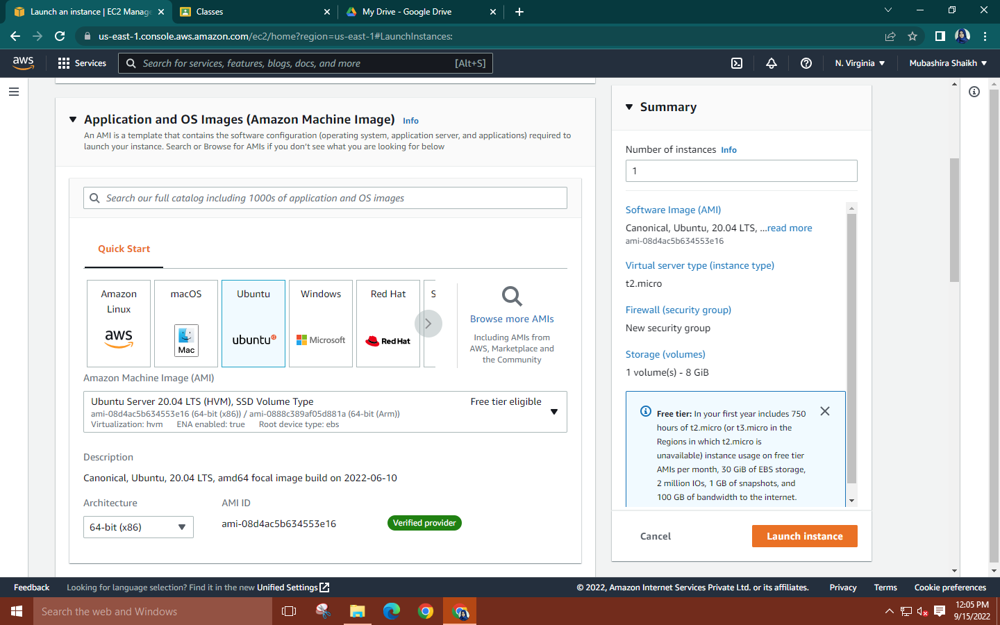 Launch an instance | EC2 Manage
Classes
My Drive - Google Drive
us-east-1.console.aws.amazon.com/ec2/home?region=us-east-1#LaunchInstances:
aws
Services
Search for services, features, blogs, docs, and more
[Alt+S]
N. Virginia
Mubashira Shaikh
Application and OS Images (Amazon Machine Image) Info
An AMI is a template that contains the software configuration (operating system, application server, and applications) required to
launch your instance. Search or Browse for AMIs if you don’t see what you are looking for below
Search our full catalog including 1000s of application and OS images
Quick Start
Amazon
Linux
aws
macOS
Mac
Ubuntu
ubuntu
Windows
Microsoft
Red Hat
Red Hat
S
Browse more AMIs
Including AMIs from
AWS, Marketplace and
the Community
Amazon Machine Image (AMI)
Ubuntu Server 20.04 LTS (HVM), SSD Volume Type
Free tier eligible
ami-08d4ac5b634553e16 (64-bit (x86)) / ami-0888c389af05d881a (64-bit (Arm))
Virtualization: hvm ENA enabled: true Root device type: ebs
Description
Canonical, Ubuntu, 20.04 LTS, amd64 focal image build on 2022-06-10
Architecture
AMI ID
64-bit (x86)
ami-08d4ac5b634553e16
Verified provider
Summary
Number of instances Info
1
Software Image (AMI)
Canonical, Ubuntu, 20.04 LTS, ...read more
ami-08d4ac5b634553e16
Virtual server type (instance type)
t2.micro
Firewall (security group)
New security group
Storage (volumes)
1 volume(s) - 8 GiB
Free tier: In your first year includes 750
hours of t2.micro (or t3.micro in the
Regions in which t2.micro is
unavailable) instance usage on free tier
AMIs per month, 30 GiB of EBS storage,
2 million IOs, 1 GB of snapshots, and
100 GB of bandwidth to the internet.
Cancel
Launch instance
Feedback
Looking for language selection? Find it in the new Unified Settings
© 2022, Amazon Internet Services Private Ltd. or its affiliates.
Privacy
Terms
Cookie preferences
Search the web and Windows
12:05 PM
9/15/2022